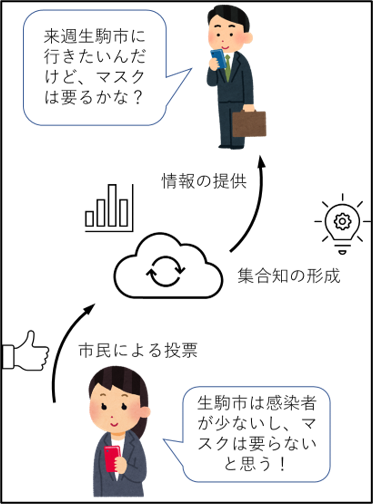 来週生駒市に
行きたいんだ
けど、マスク
は要るかな？
情報の提供
集合知の形成
市民による投票
生駒市は感染者
が少ないし、マ
スクは要らない
と思う！